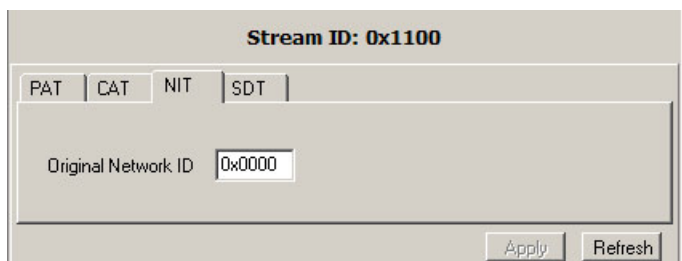 Stream ID: 0x1100
PAT CAT NIT SDT
Original Network ID 0x0000
Apply Refresh